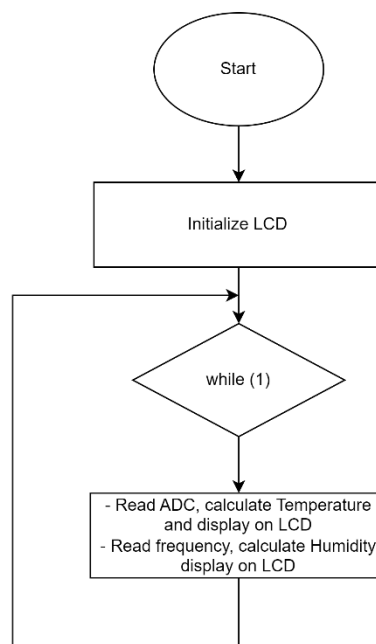 Start
Initialize LCD
while (1)
- Read ADC, calculate Temperature
and display on LCD
- Read frequency, calculate Humidity
display on LCD